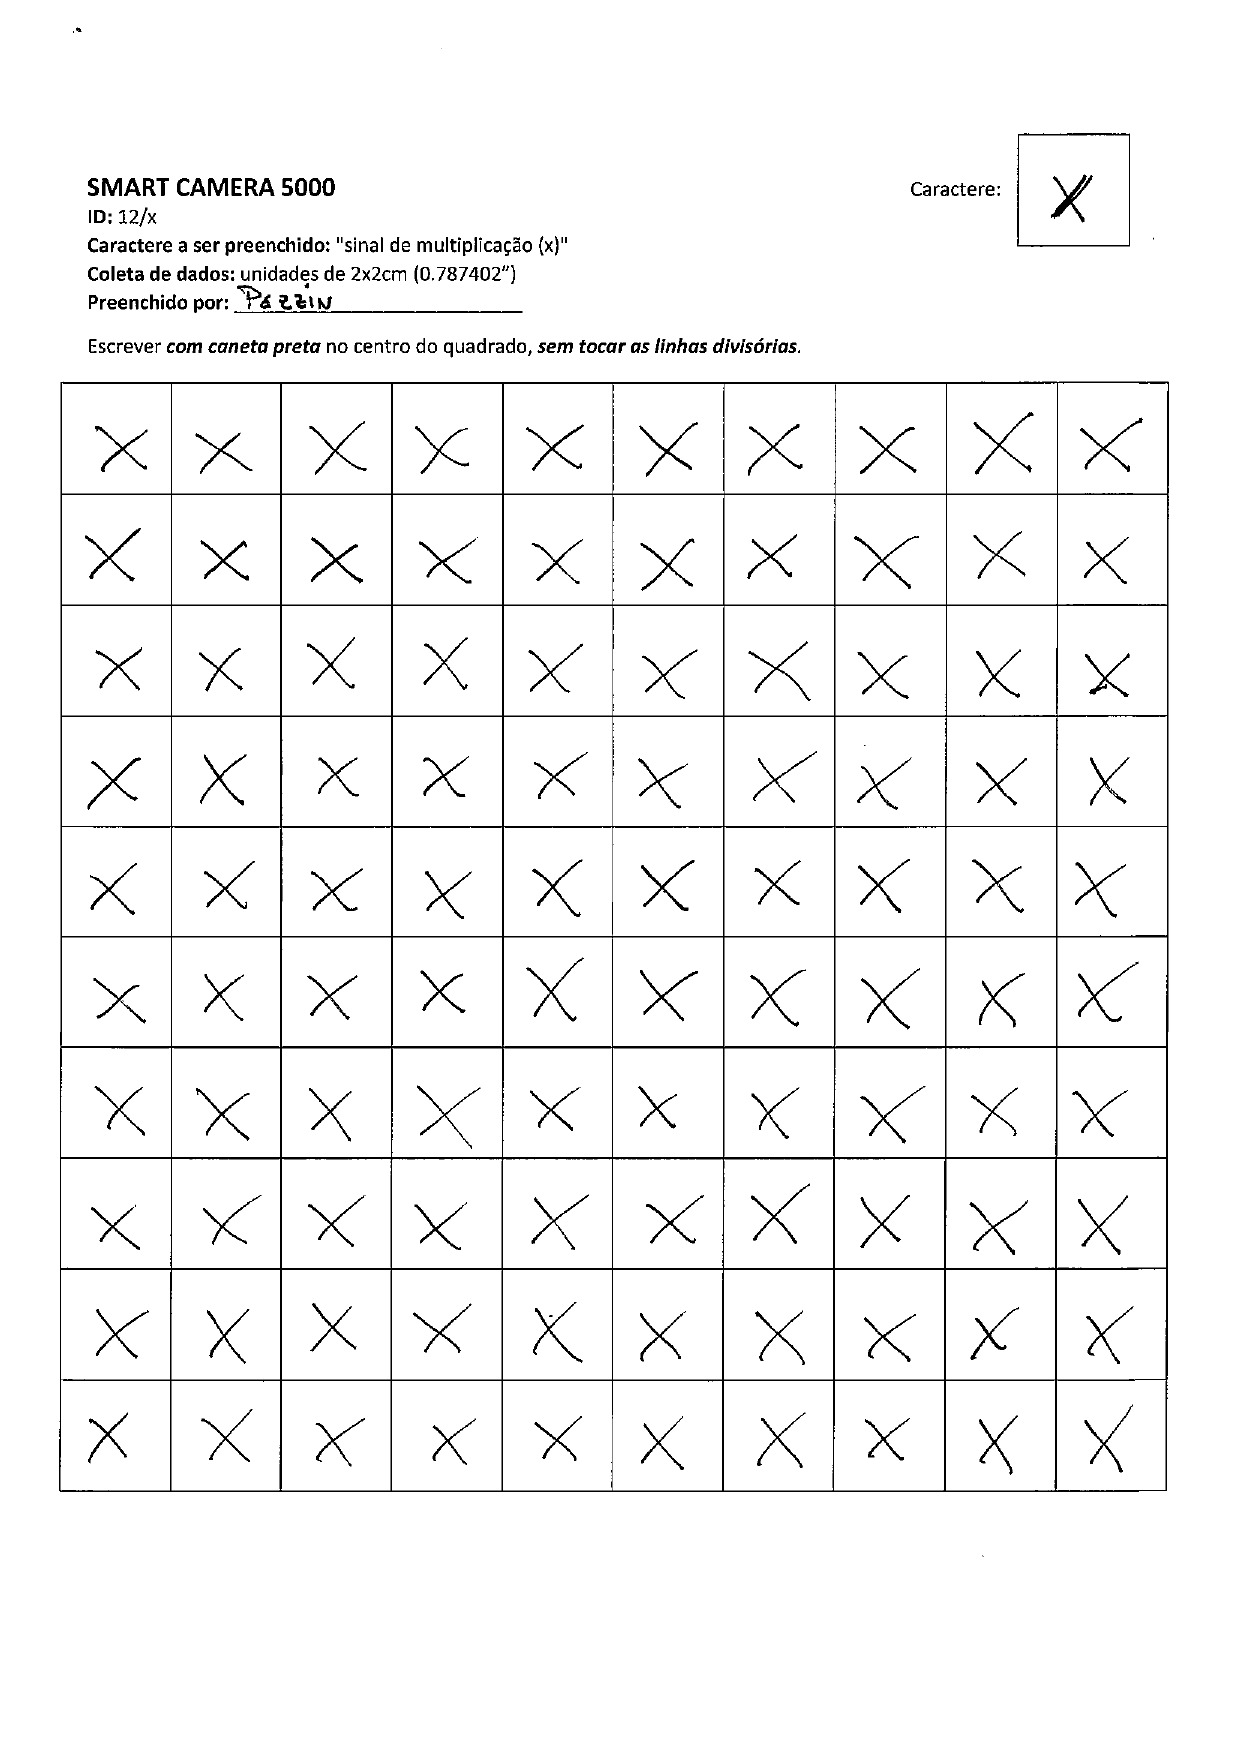 SMART CAMERA 5000
Caractere: x
ID: 12/x
Caractere a ser preenchido: "sinal de multiplicação (x)"
Coleta de dados: unidades de 2x2cm (0.787402")
Preenchido por:
Escrever com caneta preta no centro do quadrado, sem tocar as linhas divisórias.
x x x x x x x x x x
x x x x x x x x x x
x x x x x x x x x x
x x x x x x x x x x
x x x x x x x x x x
x x x x x x x x x x
x x x x x x x x x x
x x x x x x x x x x
x x x x x x x x x x
x x x x x x x x x x